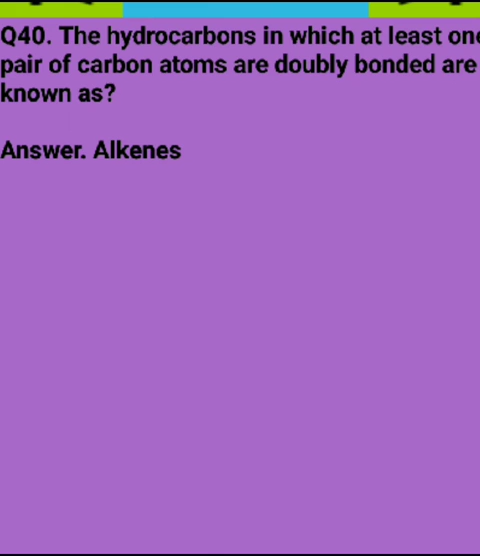 Q40. The hydrocarbons in which at least one
pair of carbon atoms are doubly bonded are
known as?
Answer. Alkenes